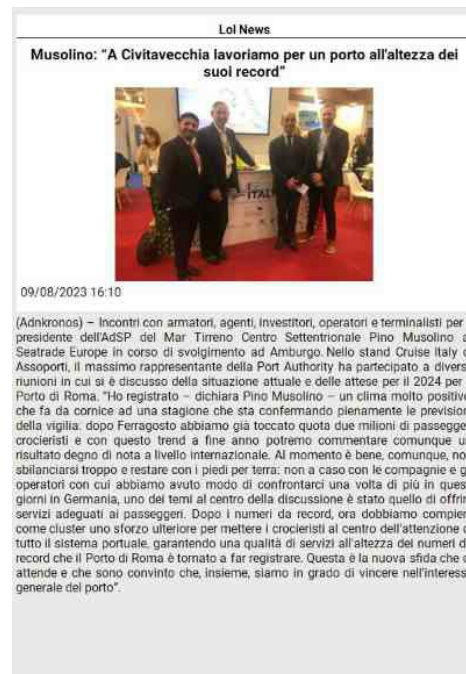 Lol News
Musolino: "A Civitavecchia lavoriamo per un porto all'altezza dei
suoi record"
ITAL
09/08/2023 16:10
(Adnkronos) – Incontri con armatori, agenti, investitori, operatori e terminalisti per
presidente dell'AdSP del Mar Tirreno Centro Settentrionale Pino Musolino a
Seatrade Europe in corso di svolgimento ad Amburgo. Nello stand Cruise Italy d
Assoporti, il massimo rappresentante della Port Authority ha partecipato a divers
riunioni in cui si è discusso della situazione attuale e delle attese per il 2024 per
Porto di Roma. "Ho registrato – dichiara Pino Musolino – un clima molto positivo
che fa da cornice ad una stagione che sta confermando pienamente le prevision
della vigilia: dopo Ferragosto abbiamo già toccato quota due milioni di passegge
crocieristi e con questo trend a fine anno potremo commentare comunque u
risultato degno di nota a livello internazionale. Al momento è bene, comunque, no
sbilanciarsi troppo e restare con i piedi per terra: non a caso con le compagnie e g
operatori con cui abbiamo avuto modo di confrontarci una volta di più in ques
giorni in Germania, uno dei temi al centro della discussione è stato quello di offrir
servizi adeguati ai passeggeri. Dopo i numeri da record, ora dobbiamo compier
come cluster uno sforzo ulteriore per mettere i crocieristi al centro dell'attenzione d
tutto il sistema portuale, garantendo una qualità di servizi all'altezza dei numeri d
record che il Porto di Roma è tornato a far registrare. Questa è la nuova sfida che c
attende e che sono convinto che, insieme, siamo in grado di vincere nell'interess
generale del porto".